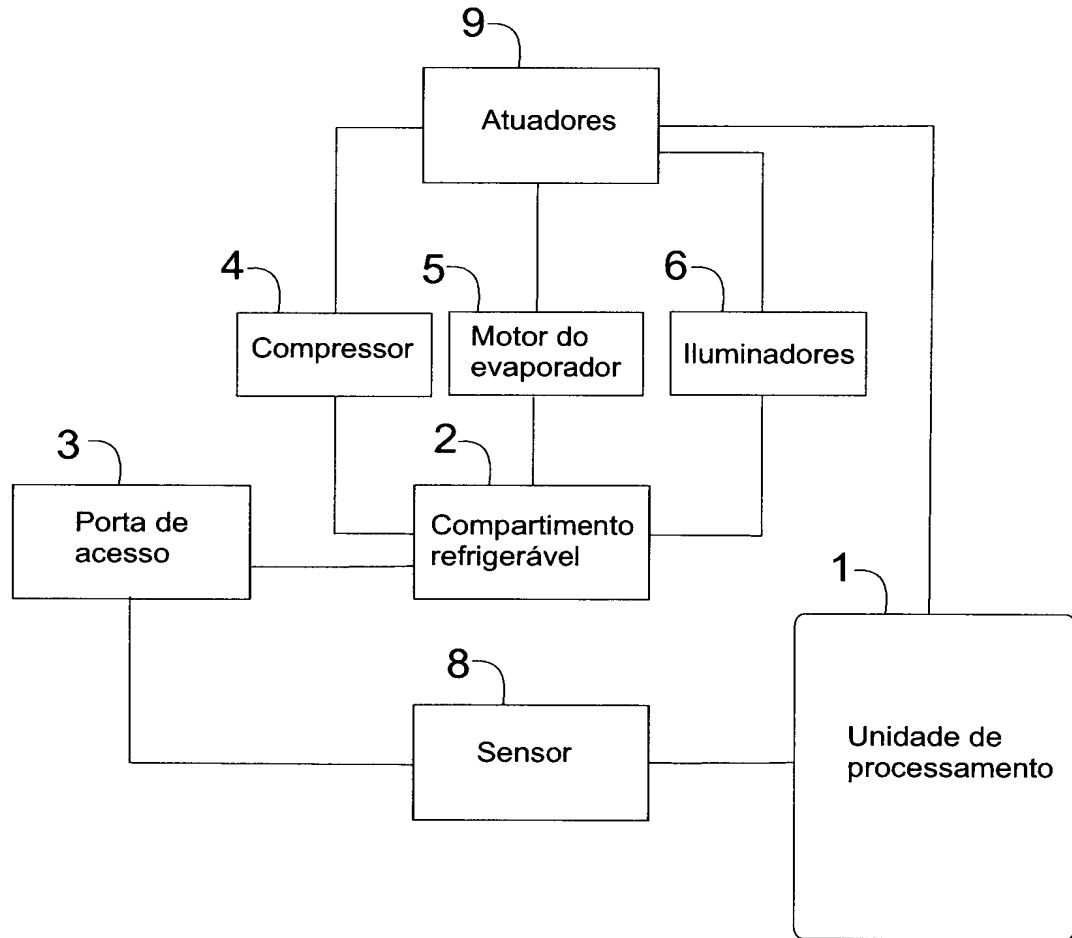 9
Atuadores
4
5
6
Compressor
Motor do
evaporador
Iluminadores
3
2
Porta de
acesso
Compartimento
refrigerável
1
8
Sensor
Unidade de
processamento